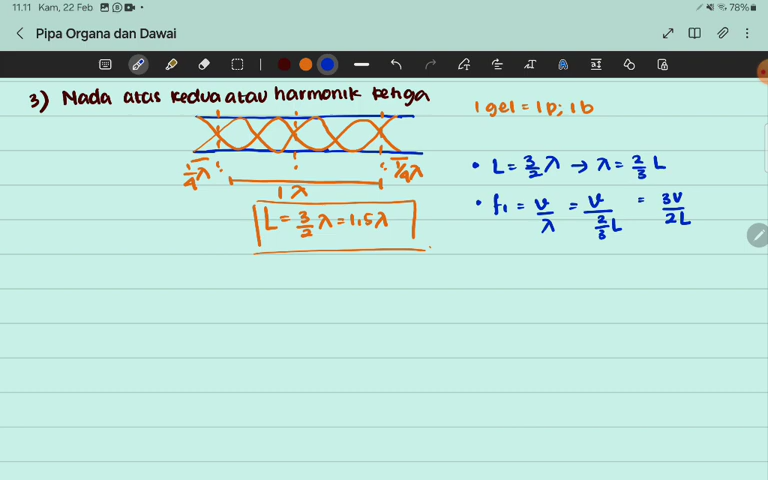 11.11 Kam, 22 Feb
78%
Pipa Organa dan Dawai
3) Nada atas kedua atau harmonik ketiga
1 gel = 1p; 1b
1/4 λ
1/4 λ
1 λ
L = 3/2 λ = 1,5 λ
• L = 3/2 λ → λ = 2/3 L
• f₁ = v/λ = v/(2/3 L) = 3v/2L